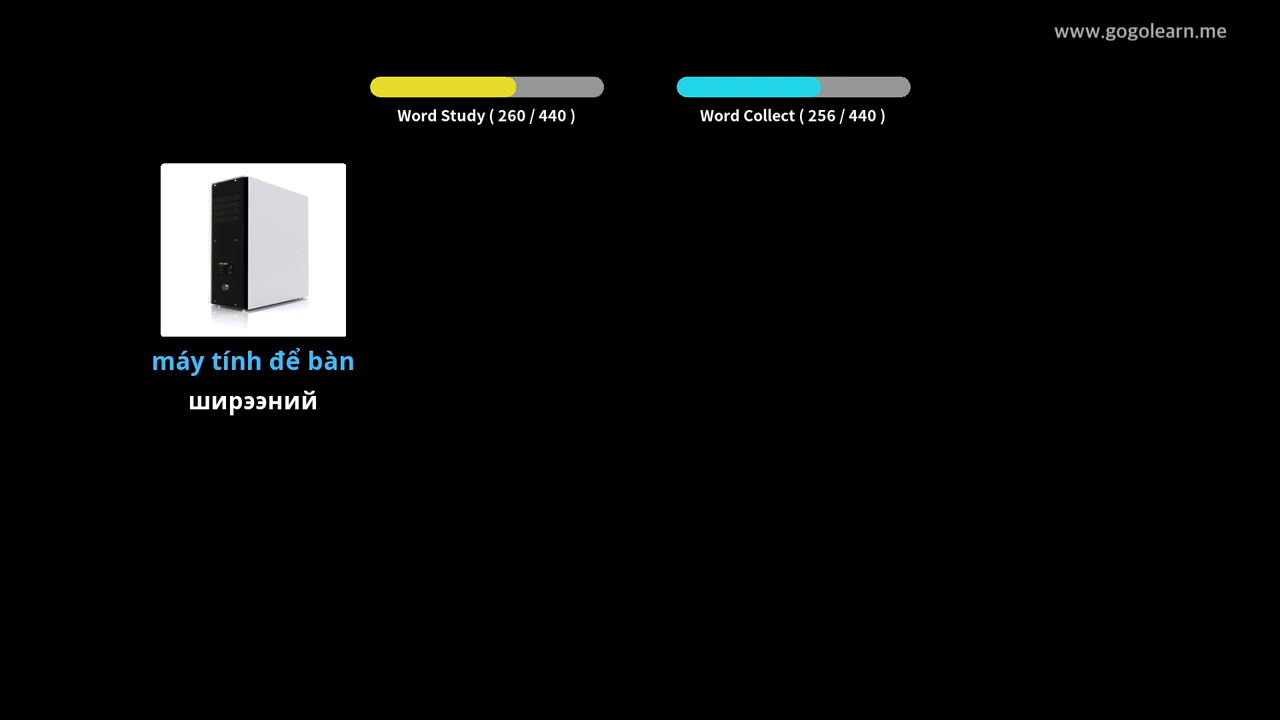 www.gogolearn.me
Word Study ( 260 / 440 )
Word Collect ( 256 / 440 )
máy tính để bàn
ширээний